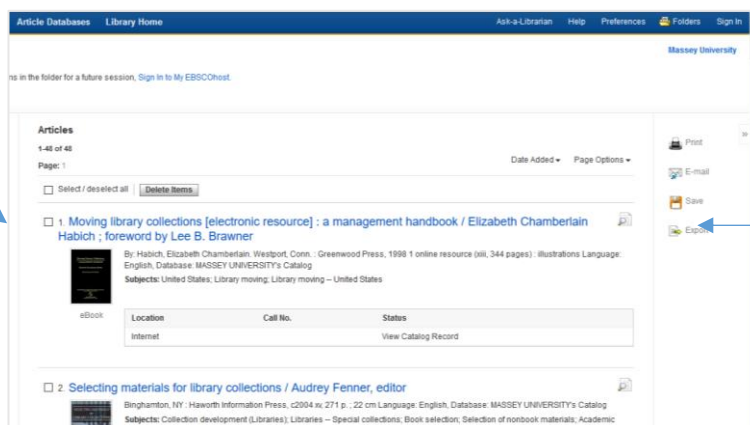 Article Databases Library Home Ask-a-Librarian Help Preferences Folders Sign In
Massey University
ns in the folder for a future session, Sign In to My EBSCOhost.
Articles
1-48 of 48
Page: 1
Date Added Page Options
Select / deselect all Delete Items
1. Moving library collections [electronic resource] : a management handbook / Elizabeth Chamberlain
Habich ; foreword by Lee B. Brawner
By: Habich, Elizabeth Chamberlain. Westport, Conn. : Greenwood Press, 1998 1 online resource (xiii, 344 pages) : illustrations Language:
English, Database: MASSEY UNIVERSITY's Catalog
Subjects: United States; Library moving; Library moving -- United States
eBook
Location Call No. Status
Internet View Catalog Record
2. Selecting materials for library collections / Audrey Fenner, editor
Binghamton, NY : Haworth Information Press, c2004 xv, 271 p. ; 22 cm Language: English, Database: MASSEY UNIVERSITY's Catalog
Subjects: Collection development (Libraries); Libraries -- Special collections; Book selection; Selection of nonbook materials; Academic
»
Print
E-mail
Save
Export